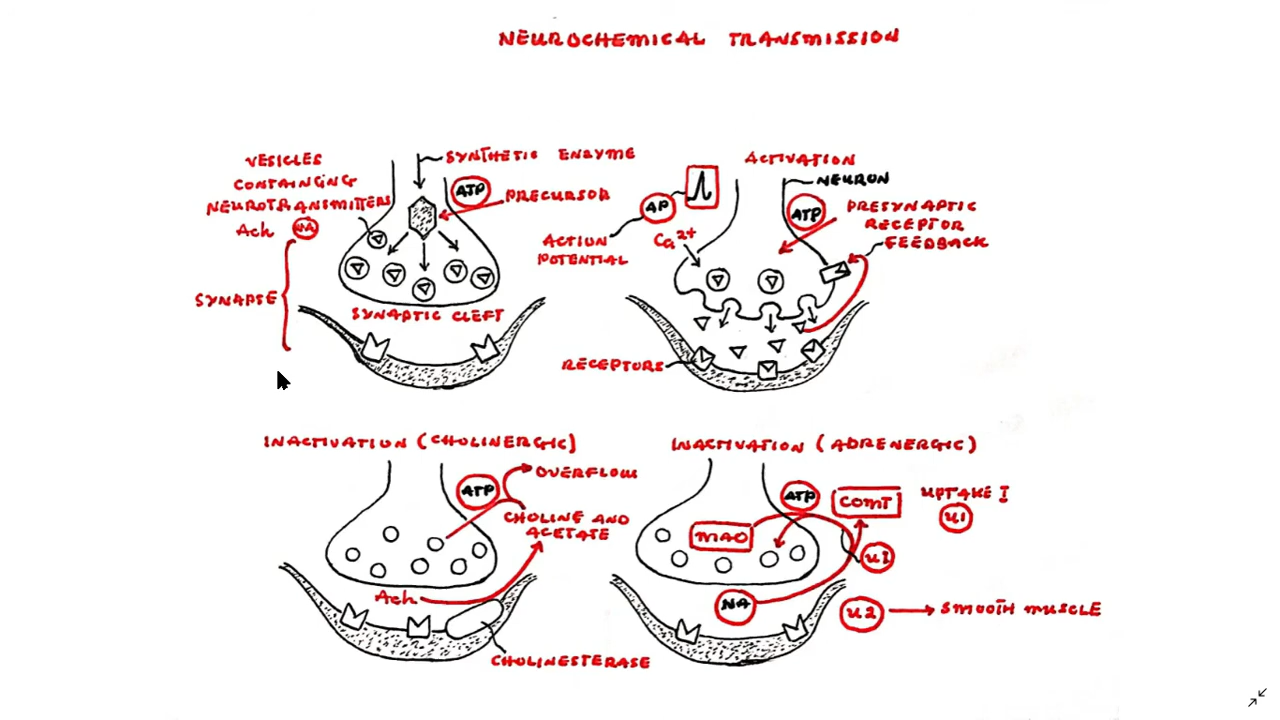 NEUROCHEMICAL TRANSMISSION
VESICLES
CONTAINCING
NEUROTRANSMITTERS
Ach NA
SYNTHETIC ENZYME
ATP
PRECURSOR
SYNAPSE
SYNAPTIC CLEFT
ACTIVATION
NEURON
AP
ACTION
POTENTIAL
Ca2+
ATP
PRESYNAPTIC
RECEPTOR
FEEDBACK
RECEPTORS
INACTIVATION (CHOLINERGIC)
ATP
OVERFLOW
CHOLINE AND
ACETATE
Ach
CHOLINESTERASE
INACTIVATION (ADRENERGIC)
ATP
COMT
UPTAKE I
U1
MAO
U1
NA
U2
SMOOTH MUSCLE